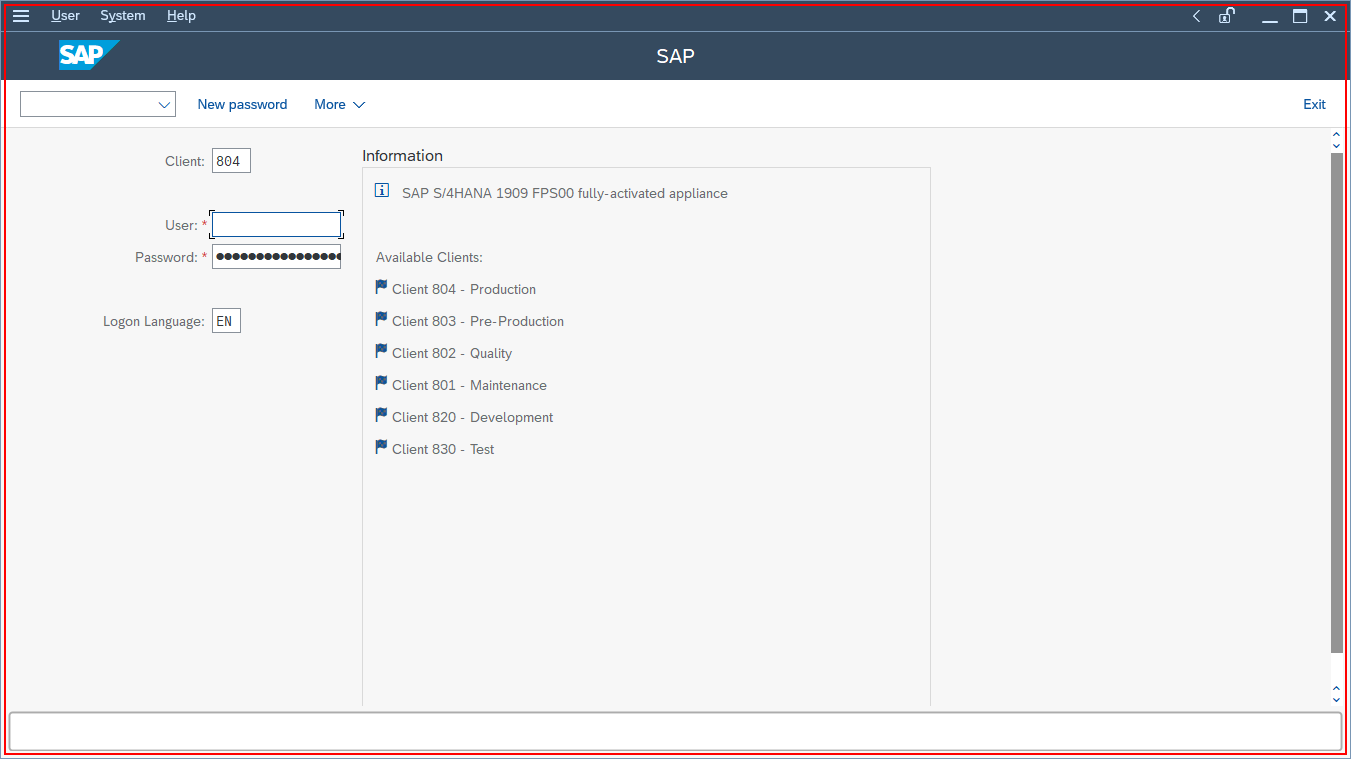 User System Help
SAP SAP
New password More Exit
Client: 804
User: *
Password: *
Logon Language: EN
Information
SAP S/4HANA 1909 FPS00 fully-activated appliance
Available Clients:
Client 804 - Production
Client 803 - Pre-Production
Client 802 - Quality
Client 801 - Maintenance
Client 820 - Development
Client 830 - Test